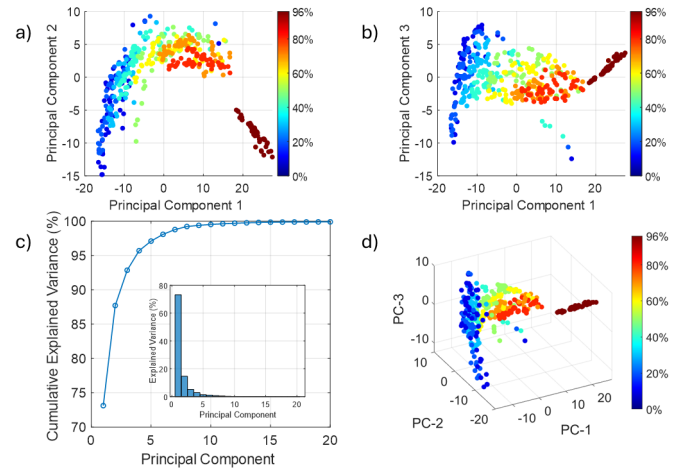 a)
Principal Component 2
10
5
0
-5
-10
-15
-20 -10 0 10 20
Principal Component 1
96%
80%
60%
40%
20%
0%
b)
Principal Component 3
10
5
0
-5
-10
-15
-20 -10 0 10 20
Principal Component 1
96%
80%
60%
40%
20%
0%
c)
Cumulative Explained Variance (%)
100
95
90
85
80
75
70
0 5 10 15 20
Principal Component
Explained Variance (%)
80
60
40
20
0
0 5 10 15 20
Principal Component
d)
PC-3
10
0
-10
10
0
-10
-20
PC-2
-10 0 10 20
PC-1
96%
80%
60%
40%
20%
0%